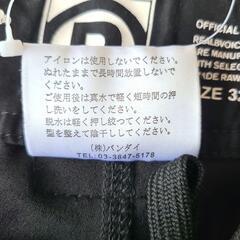 OFFICIAL
REALBVOICE
ARE MANUF
WITH SELEC
ADE RAW
ZE 3
アイロンは使用しないでください。
ぬれたままで長時間放置しない
でください。
ご使用後は真水で軽く短時間の押
し洗いをしてください。
脱水は軽く押し絞ってください。
型を整えて陰干ししてください。
(株)バンダイ
TEL:03-3847-5178